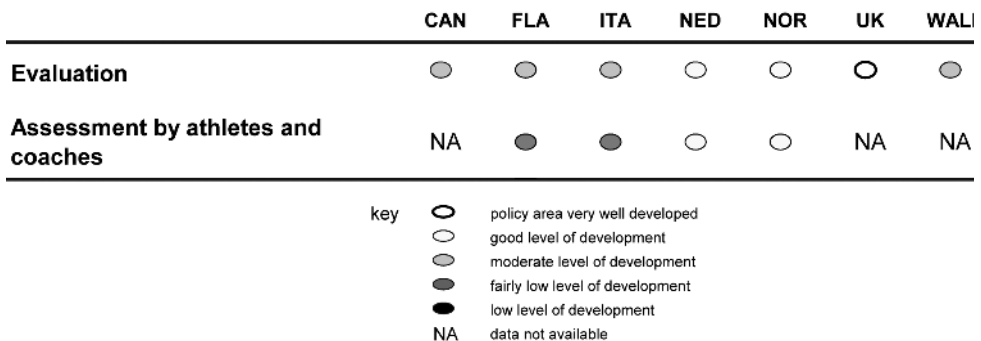 CAN FLA ITA NED NOR UK WALL
Evaluation
Assessment by athletes and
coaches
NA NA NA
key
policy area very well developed
good level of development
moderate level of development
fairly low level of development
low level of development
NA data not available